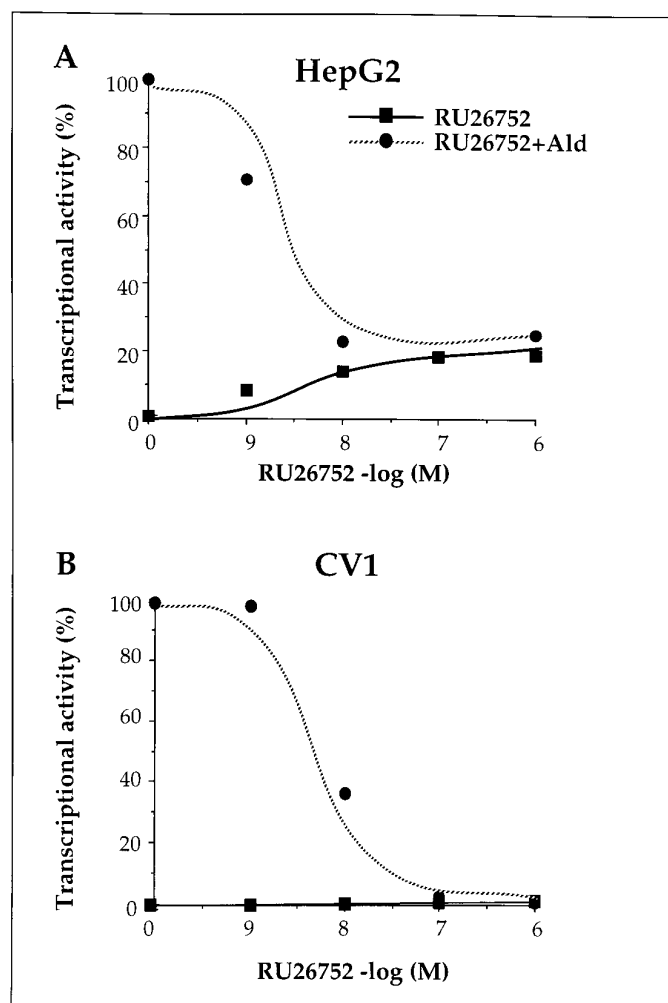 A
HepG2
RU26752
RU26752+Ald
Transcriptional activity (%)
100
80
60
40
20
0
0 9 8 7 6
RU26752 -log (M)
B
CV1
Transcriptional activity (%)
100
80
60
40
20
0
0 9 8 7 6
RU26752 -log (M)